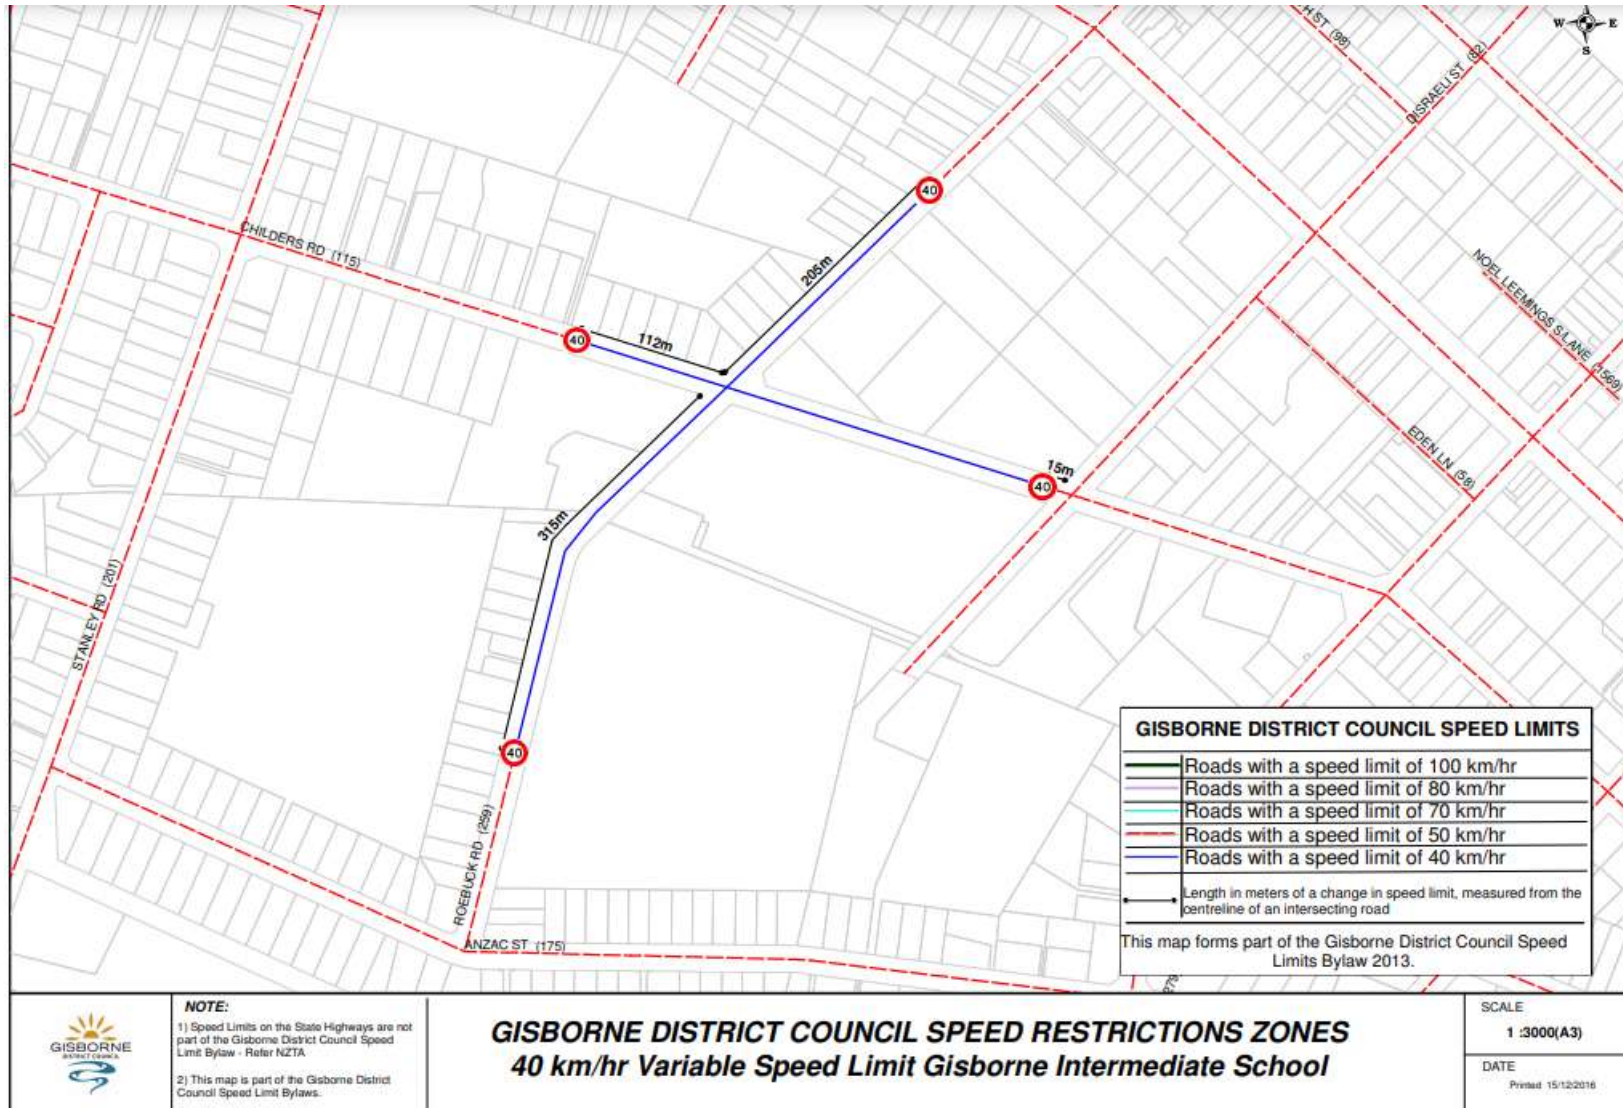 H ST (98)
W E
S
DISRAELI ST (82)
40
CHILDERS RD (115)
205m
NOEL LEEMINGS S/LANE (1569)
40
112m
EDEN LN (58)
15m
40
315m
STANLEY RD (201)
40
ROEBUCK RD (259)
ANZAC ST (175)
279
GISBORNE DISTRICT COUNCIL SPEED LIMITS
Roads with a speed limit of 100 km/hr
Roads with a speed limit of 80 km/hr
Roads with a speed limit of 70 km/hr
Roads with a speed limit of 50 km/hr
Roads with a speed limit of 40 km/hr
Length in meters of a change in speed limit, measured from the
centreline of an intersecting road
This map forms part of the Gisborne District Council Speed
Limits Bylaw 2013.
GISBORNE
DISTRICT COUNCIL
NOTE:
1) Speed Limits on the State Highways are not
part of the Gisborne District Council Speed
Limit Bylaw - Refer NZTA
2) This map is part of the Gisborne District
Council Speed Limit Bylaws.
GISBORNE DISTRICT COUNCIL SPEED RESTRICTIONS ZONES
40 km/hr Variable Speed Limit Gisborne Intermediate School
SCALE
1 :3000(A3)
DATE
Printed 15/12/2016